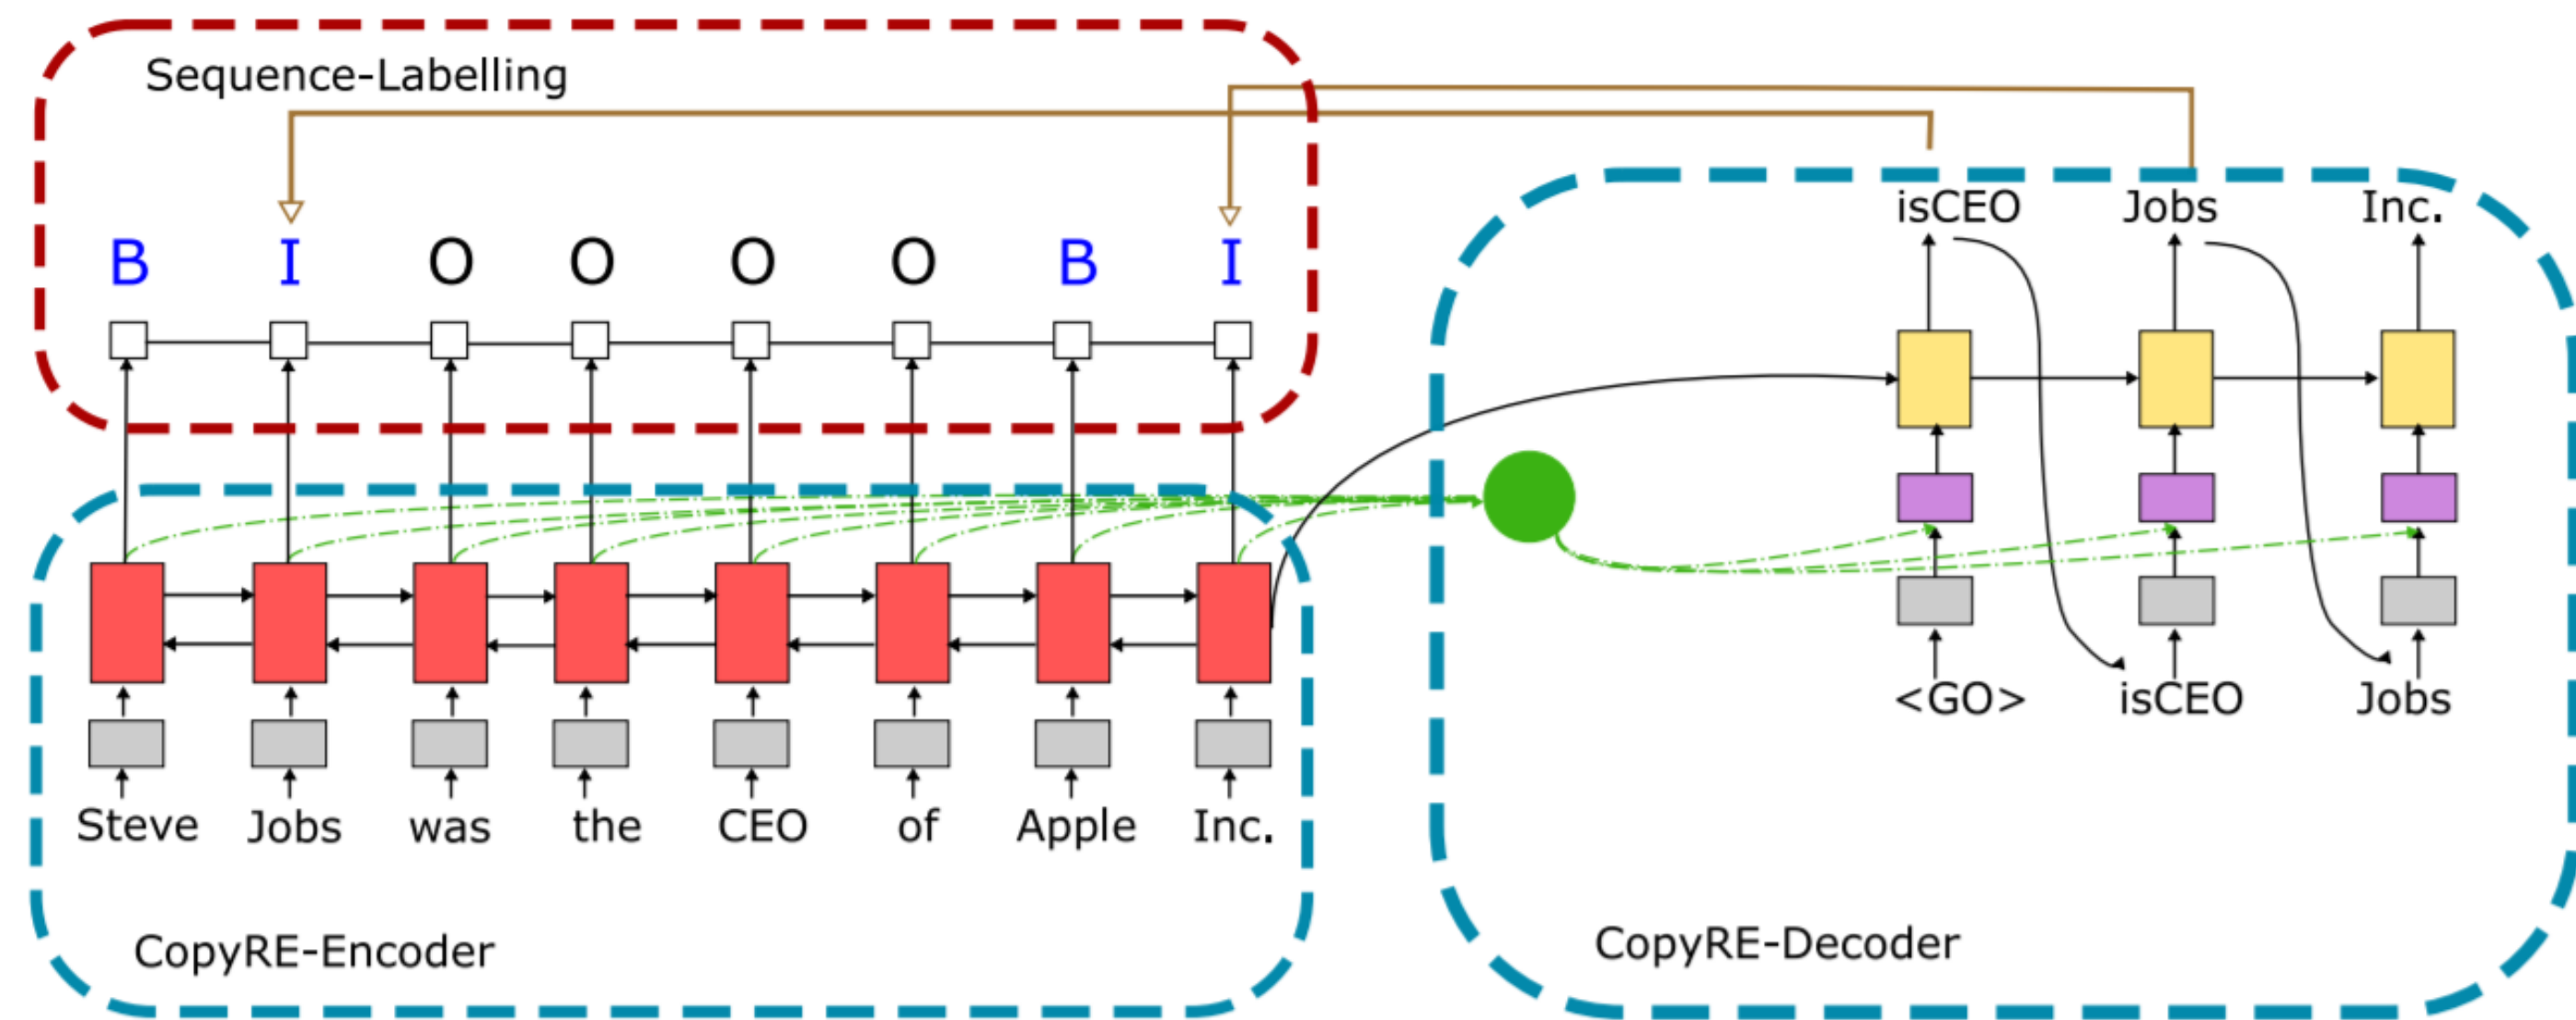 Sequence-Labelling
B I O O O O B I
Steve Jobs was the CEO of Apple Inc.
CopyRE-Encoder
isCEO Jobs Inc.
<GO> isCEO Jobs
CopyRE-Decoder